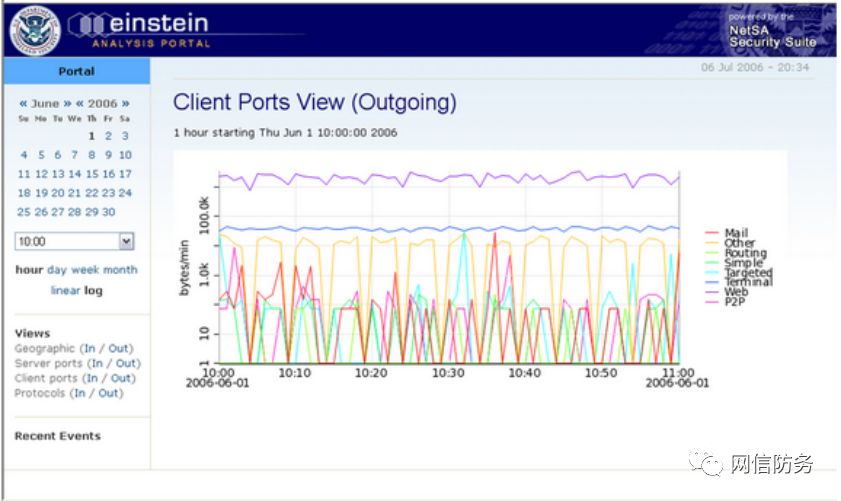 einstein
ANALYSIS PORTAL
powered by the
NetSA
Security Suite
Portal
06 Jul 2006 - 20:34
« June » « 2006 »
Su Mo Tu We Th Fr Sa
1 2 3
4 5 6 7 8 9 10
11 12 13 14 15 16 17
18 19 20 21 22 23 24
25 26 27 28 29 30
10:00
hour day week month
linear log
Views
Geographic (In / Out)
Server ports (In / Out)
Client ports (In / Out)
Protocols (In / Out)
Recent Events
Client Ports View (Outgoing)
1 hour starting Thu Jun 1 10:00:00 2006
bytes/min
100.0k
1.0k
10
1
10:00 10:10 10:20 10:30 10:40 10:50 11:00
2006-06-01 2006-06-01
Mail
Other
Routing
Simple
Targeted
Terminal
Web
P2P
网信防务